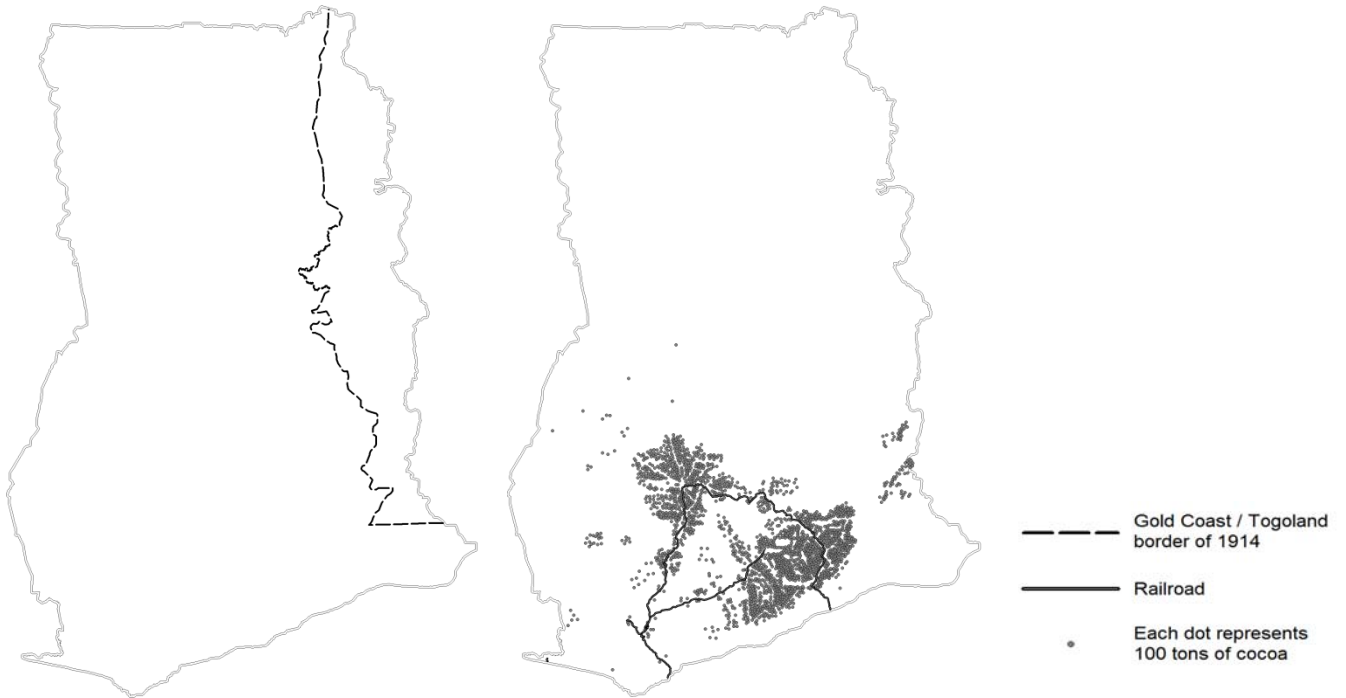 Gold Coast / Togoland
border of 1914
Railroad
Each dot represents
100 tons of cocoa